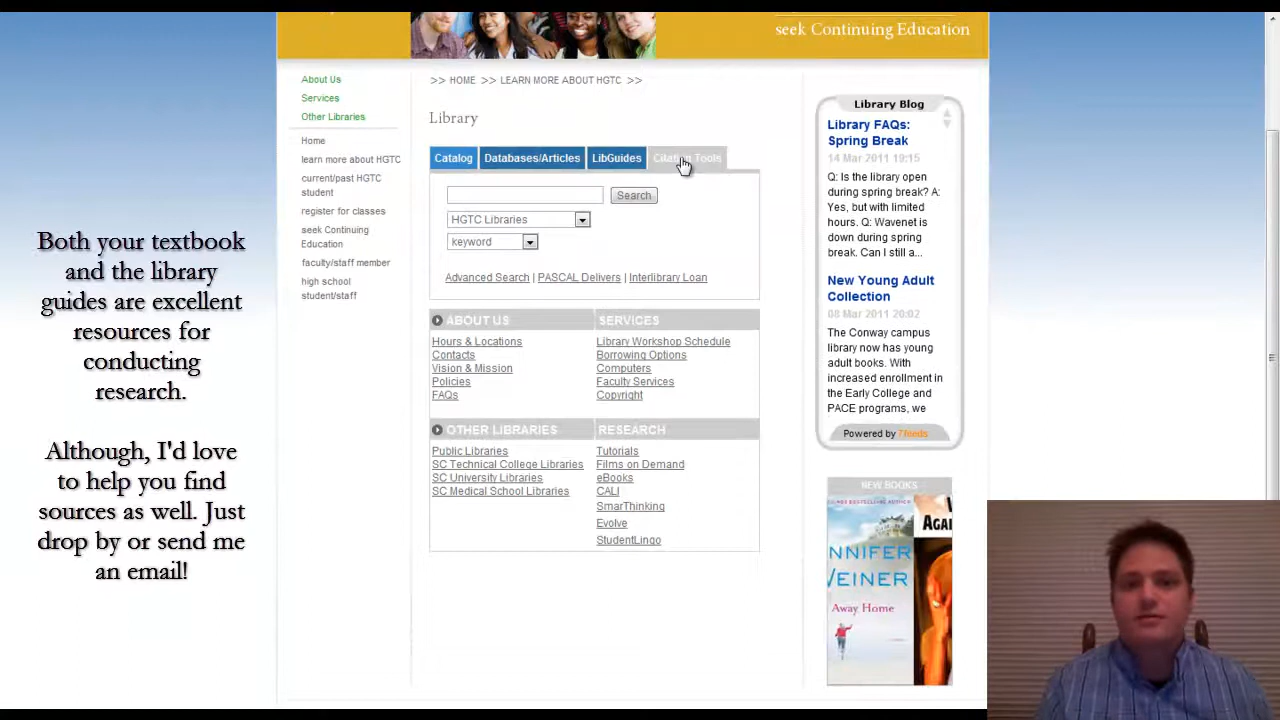 seek Continuing Education
About Us
Services
Other Libraries
Home
learn more about HGTC
current/past HGTC
student
register for classes
seek Continuing
Education
faculty/staff member
high school
student/staff
Both your textbook
and the library
guides are excellent
resources for
conducting
research.
Although, I'd love
to help you find
sources as well. Just
drop by or send me
an email!
>> HOME >> LEARN MORE ABOUT HGTC >>
Library
Catalog Databases/Articles LibGuides Citation Tools
Search
HGTC Libraries
keyword
Advanced Search | PASCAL Delivers | Interlibrary Loan
ABOUT US
Hours & Locations
Contacts
Vision & Mission
Policies
FAQs
SERVICES
Library Workshop Schedule
Borrowing Options
Computers
Faculty Services
Copyright
OTHER LIBRARIES
Public Libraries
SC Technical College Libraries
SC University Libraries
SC Medical School Libraries
RESEARCH
Tutorials
Films on Demand
eBooks
CALI
SmarThinking
Evolve
StudentLingo
Library Blog
Library FAQs:
Spring Break
14 Mar 2011 19:15
Q: Is the library open
during spring break? A:
Yes, but with limited
hours. Q: Wavenet is
down during spring
break. Can I still a...
New Young Adult
Collection
08 Mar 2011 20:02
The Conway campus
library now has young
adult books. With
increased enrollment in
the Early College and
PACE programs, we
Powered by 7feeds
NEW BOOKS
NNIFER
VEINER
Away Home
AGAI